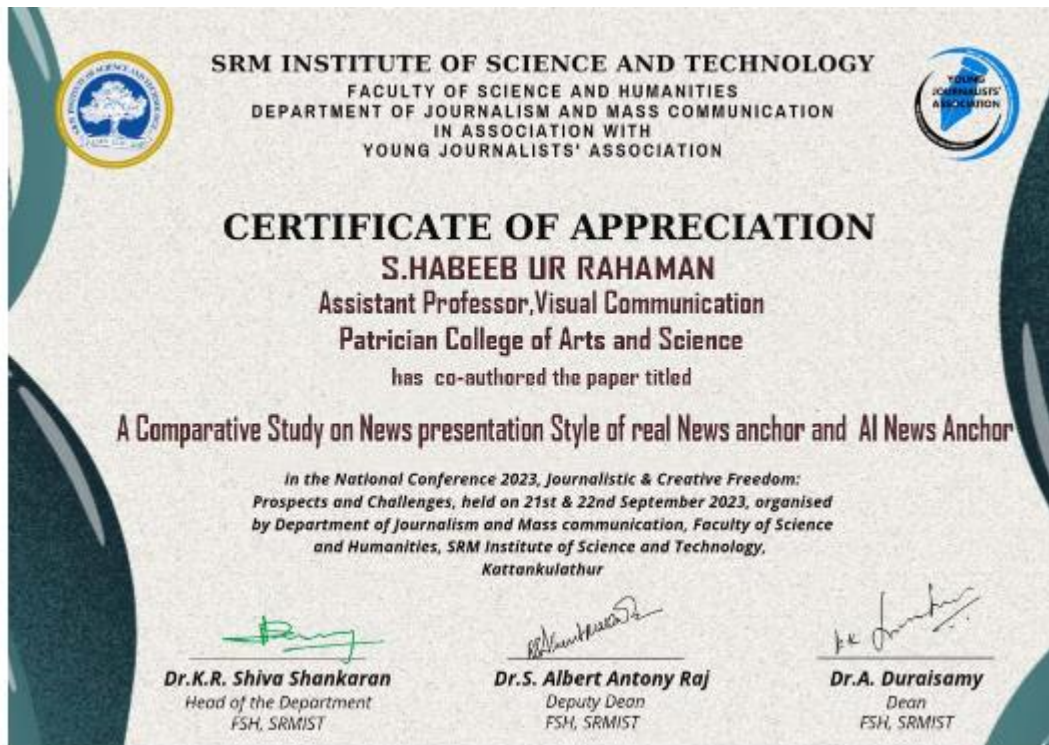 SRM INSTITUTE OF SCIENCE AND TECHNOLOGY
FACULTY OF SCIENCE AND HUMANITIES
DEPARTMENT OF JOURNALISM AND MASS COMMUNICATION
IN ASSOCIATION WITH
YOUNG JOURNALISTS' ASSOCIATION
YOUNG
JOURNALISTS'
ASSOCIATION
CERTIFICATE OF APPRECIATION
S.HABEEB UR RAHAMAN
Assistant Professor,Visual Communication
Patrician College of Arts and Science
has co-authored the paper titled
A Comparative Study on News presentation Style of real News anchor and AI News Anchor
in the National Conference 2023, Journalistic & Creative Freedom:
Prospects and Challenges, held on 21st & 22nd September 2023, organised
by Department of Journalism and Mass communication, Faculty of Science
and Humanities, SRM Institute of Science and Technology,
Kattankulathur
Dr.K.R. Shiva Shankaran
Head of the Department
FSH, SRMIST
Dr.S. Albert Antony Raj
Deputy Dean
FSH, SRMIST
Dr.A. Duraisamy
Dean
FSH, SRMIST